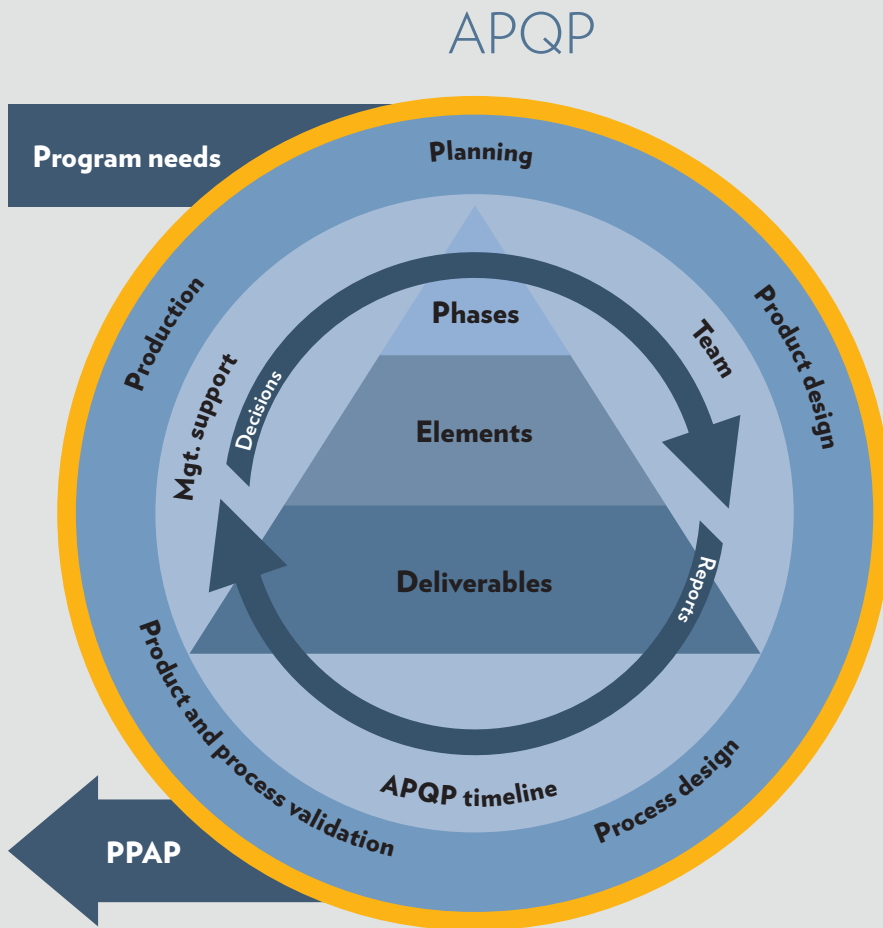 APQP
Program needs
Planning
Production
Product design
Team
Mgt. support
Decisions
Phases
Elements
Deliverables
Reports
Product and process validation
APQP timeline
Process design
PPAP